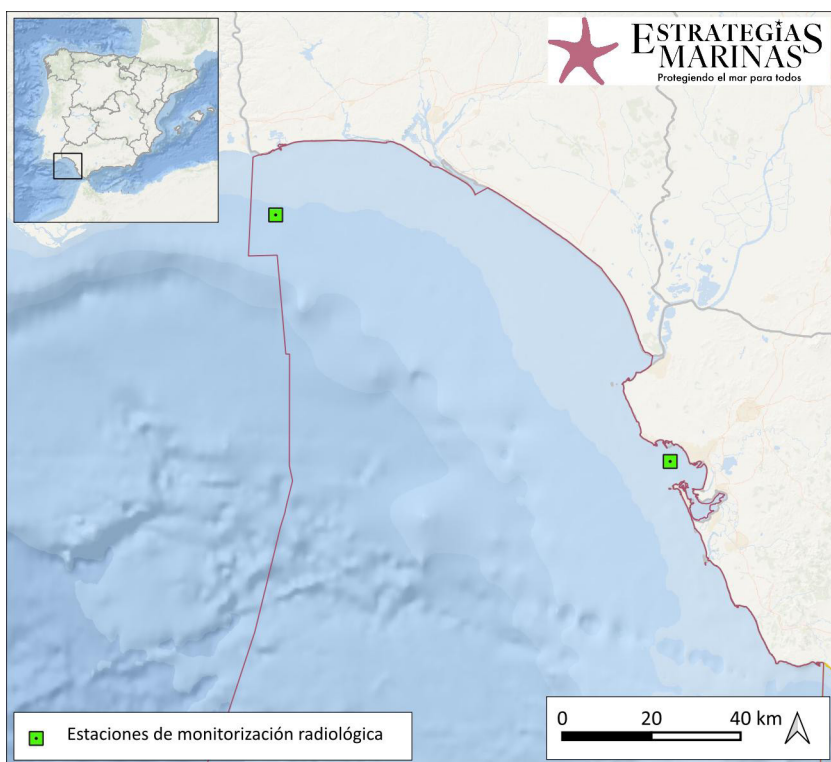 ESTRATEGIAS
MARINAS
Protegiendo el mar para todos
Estaciones de monitorización radiológica
0 20 40 km